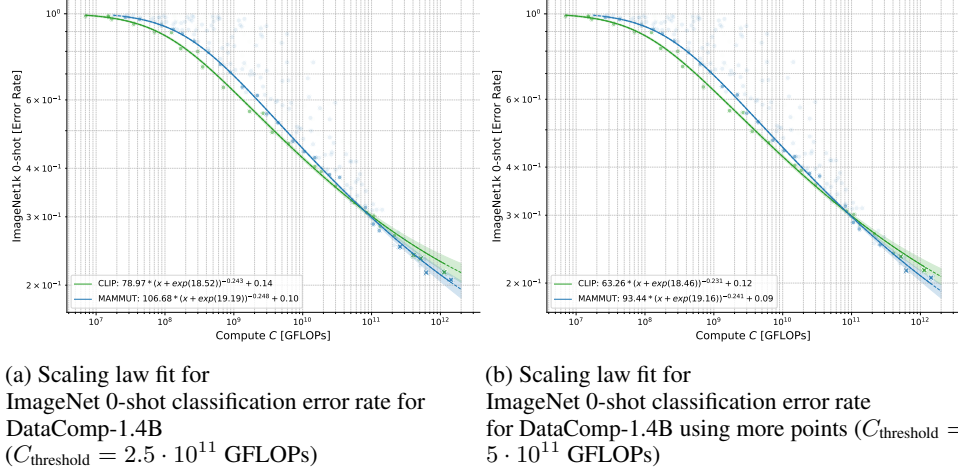 10⁰
6 × 10⁻¹
4 × 10⁻¹
3 × 10⁻¹
2 × 10⁻¹
ImageNet1k 0-shot [Error Rate]
CLIP: 78.97 * (x + exp(18.52))⁻⁰·²⁴³ + 0.14
MAMMUT: 106.68 * (x + exp(19.19))⁻⁰·²⁴⁸ + 0.10
10⁷ 10⁸ 10⁹ 10¹⁰ 10¹¹ 10¹²
Compute C [GFLOPs]
(a) Scaling law fit for
ImageNet 0-shot classification error rate for
DataComp-1.4B
(C_threshold = 2.5 · 10¹¹ GFLOPs)
10⁰
6 × 10⁻¹
4 × 10⁻¹
3 × 10⁻¹
2 × 10⁻¹
ImageNet1k 0-shot [Error Rate]
CLIP: 63.26 * (x + exp(18.46))⁻⁰·²³¹ + 0.12
MAMMUT: 93.44 * (x + exp(19.16))⁻⁰·²⁴¹ + 0.09
10⁷ 10⁸ 10⁹ 10¹⁰ 10¹¹ 10¹²
Compute C [GFLOPs]
(b) Scaling law fit for
ImageNet 0-shot classification error rate
for DataComp-1.4B using more points (C_threshold =
5 · 10¹¹ GFLOPs)